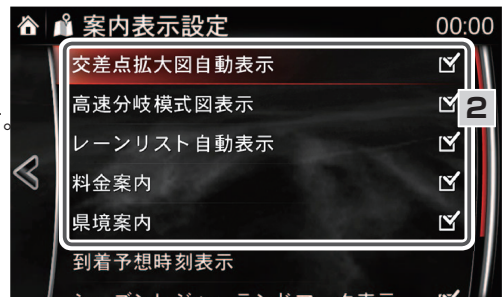 案内表示設定 00:00
交差点拡大図自動表示
高速分岐模式図表示
2
。
レーンリスト自動表示
料金案内
県境案内
到着予想時刻表示